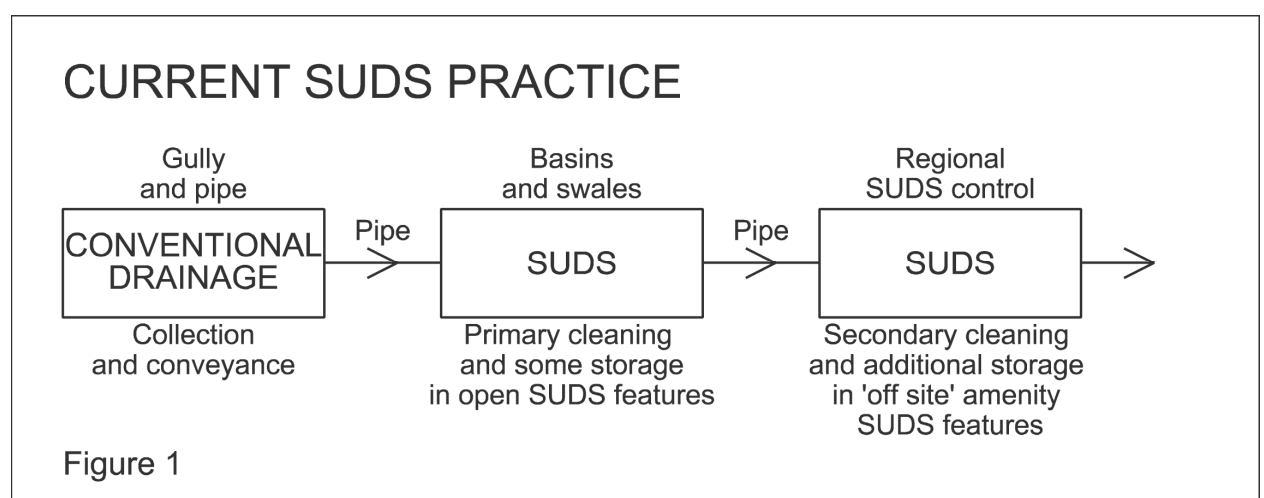 CURRENT SUDS PRACTICE
Gully
and pipe
CONVENTIONAL
DRAINAGE
Collection
and conveyance
Pipe
Basins
and swales
SUDS
Primary cleaning
and some storage
in open SUDS features
Pipe
Regional
SUDS control
SUDS
Secondary cleaning
and additional storage
in 'off site' amenity
SUDS features
Figure 1